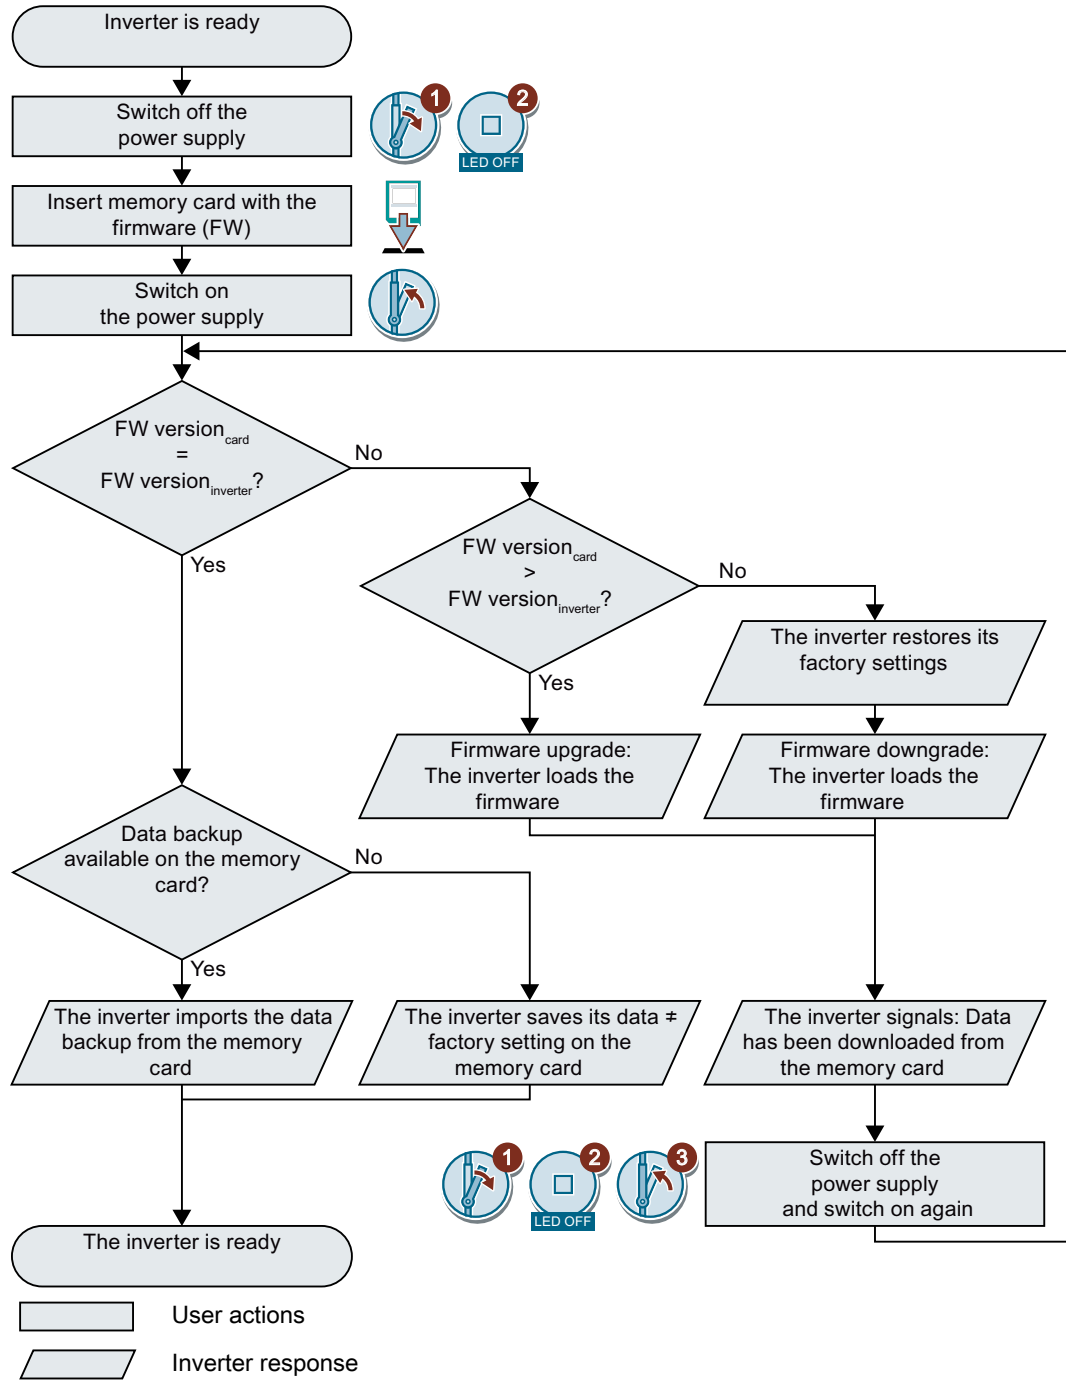 Inverter is ready
Switch off the
power supply
1
2
LED OFF
Insert memory card with the
firmware (FW)
Switch on
the power supply
FW version card
=
FW version inverter?
No
Yes
FW version card
>
FW version inverter?
No
Yes
The inverter restores its
factory settings
Firmware upgrade:
The inverter loads the
firmware
Firmware downgrade:
The inverter loads the
firmware
Data backup
available on the memory
card?
No
Yes
The inverter imports the data
backup from the memory
card
The inverter saves its data ≠
factory setting on the
memory card
The inverter signals: Data
has been downloaded from
the memory card
1
2
3
LED OFF
Switch off the
power supply
and switch on again
The inverter is ready
User actions
Inverter response